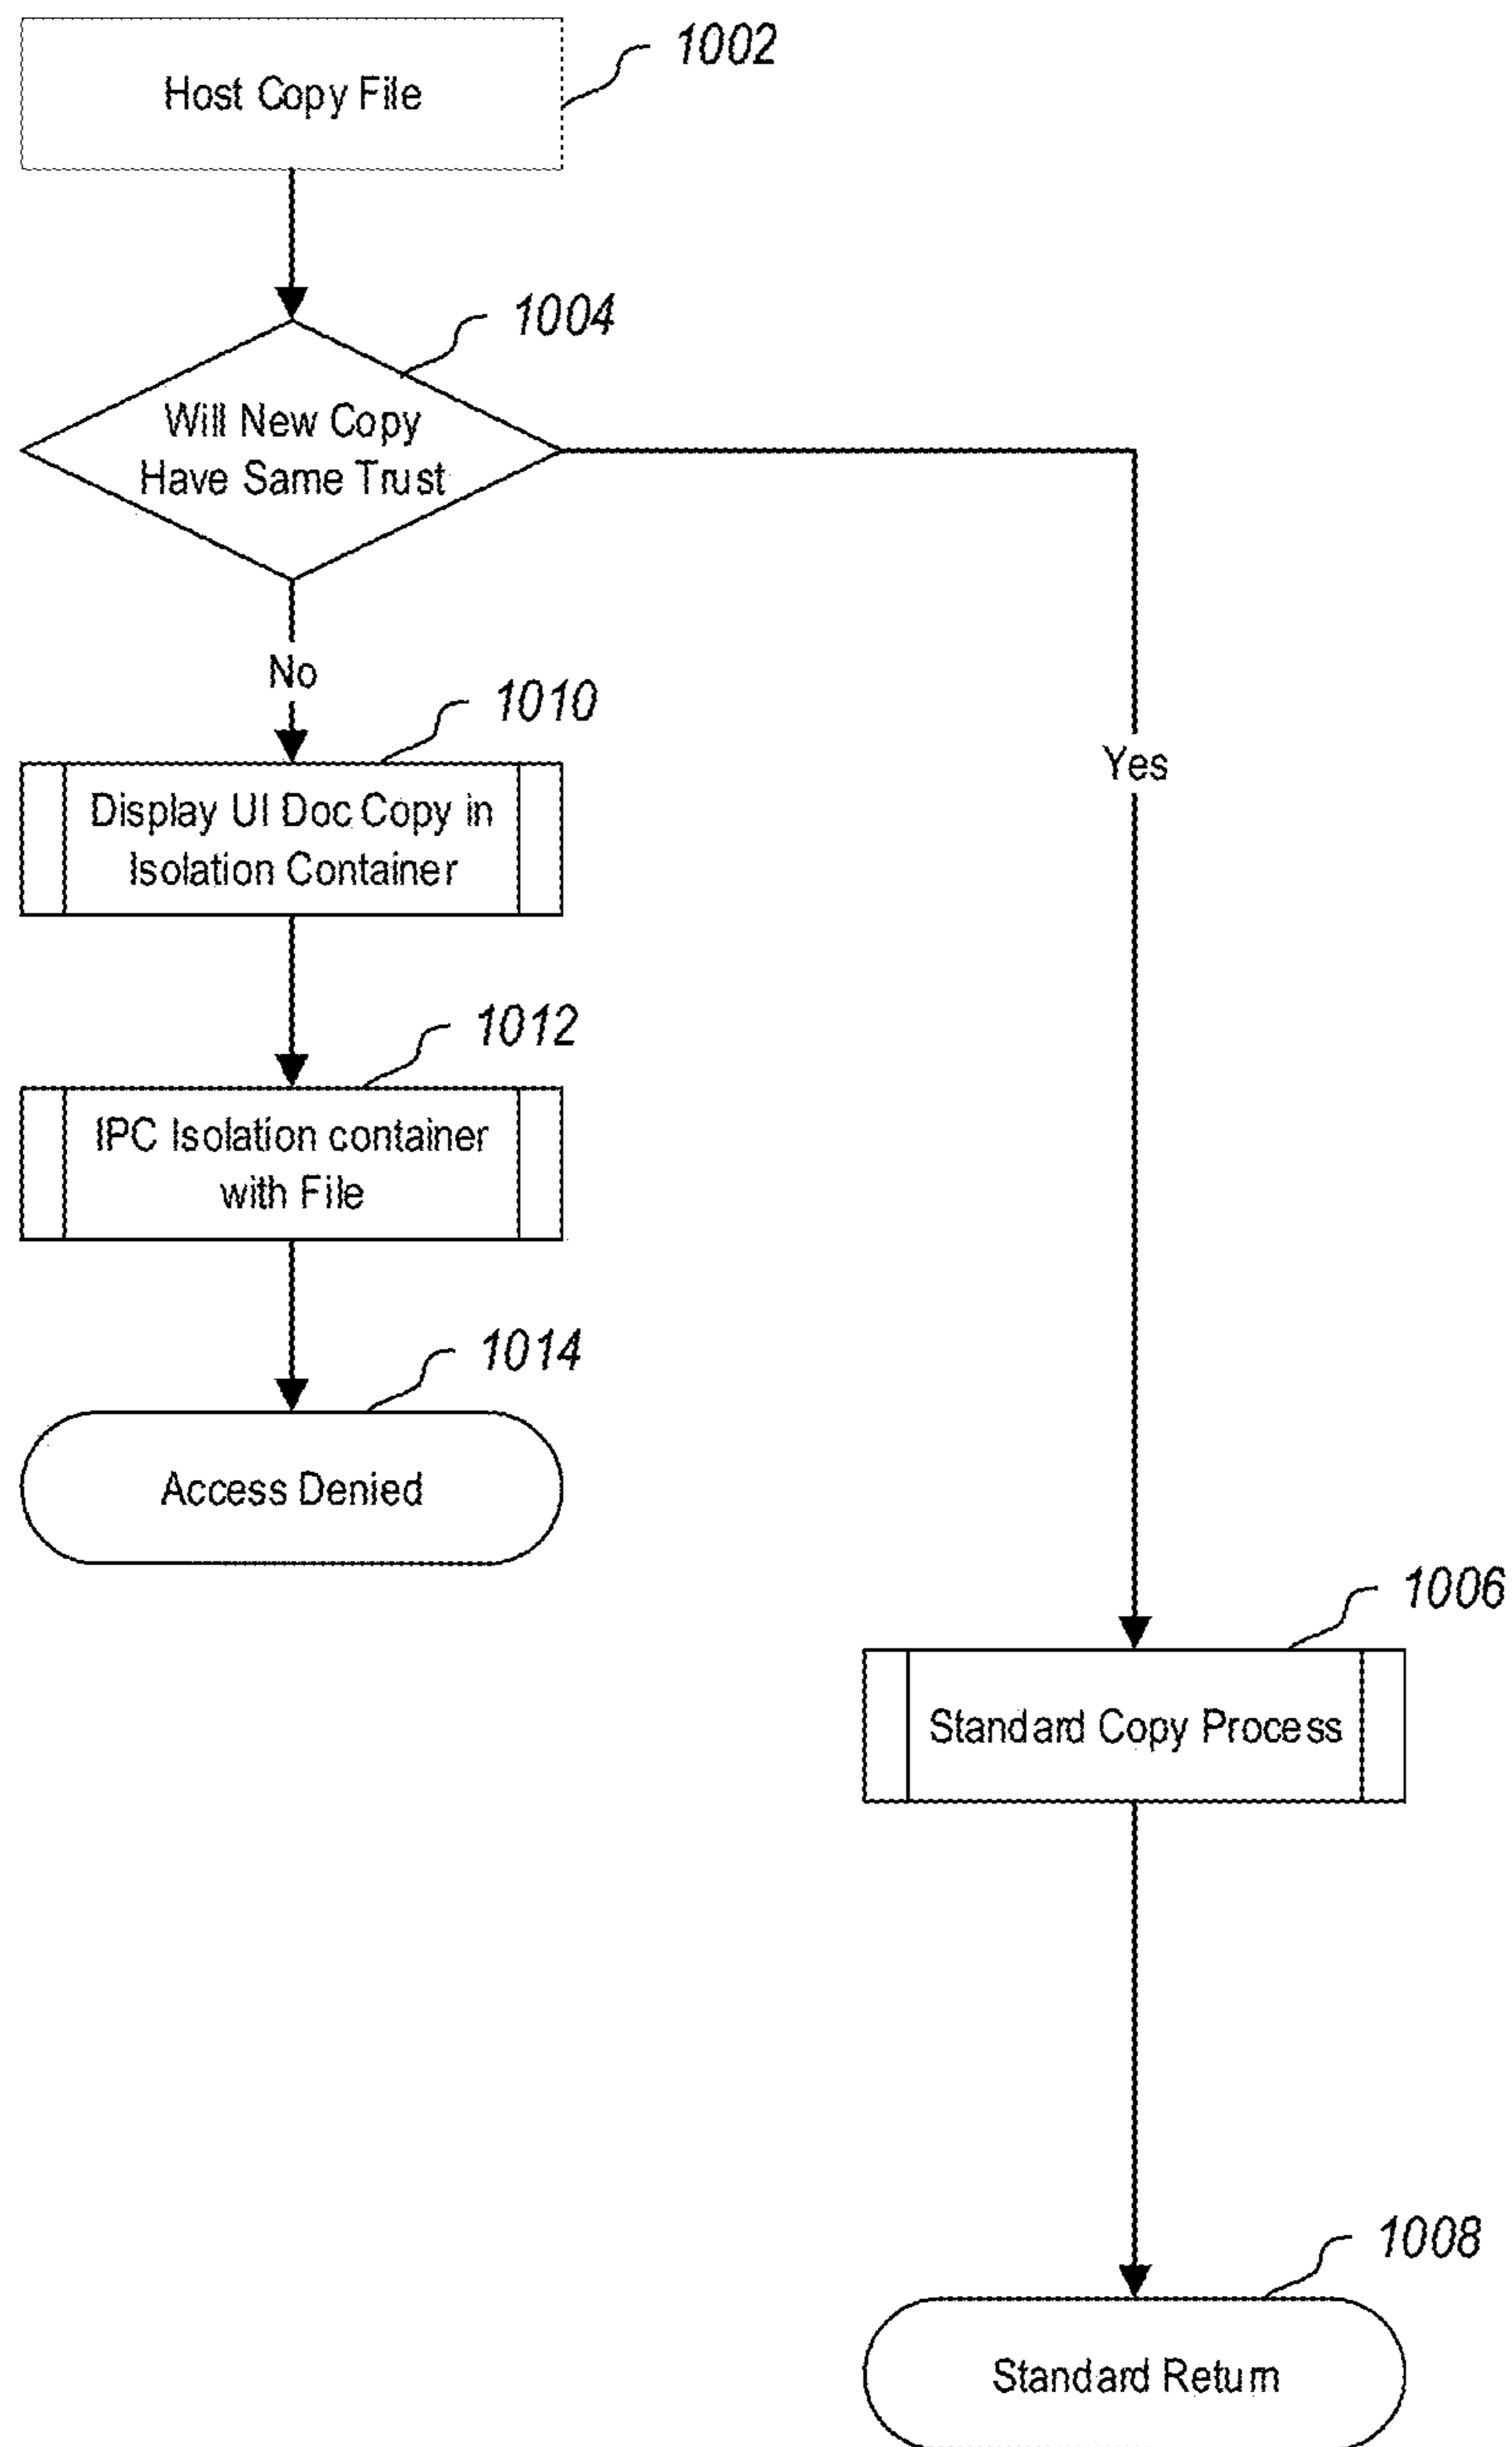 1002
Host Copy File
1004
Will New Copy
Have Same Trust
No
1010
Yes
Display UI Doc Copy in
Isolation Container
1012
IPC Isolation container
with File
1014
Access Denied
1006
Standard Copy Process
1008
Standard Return